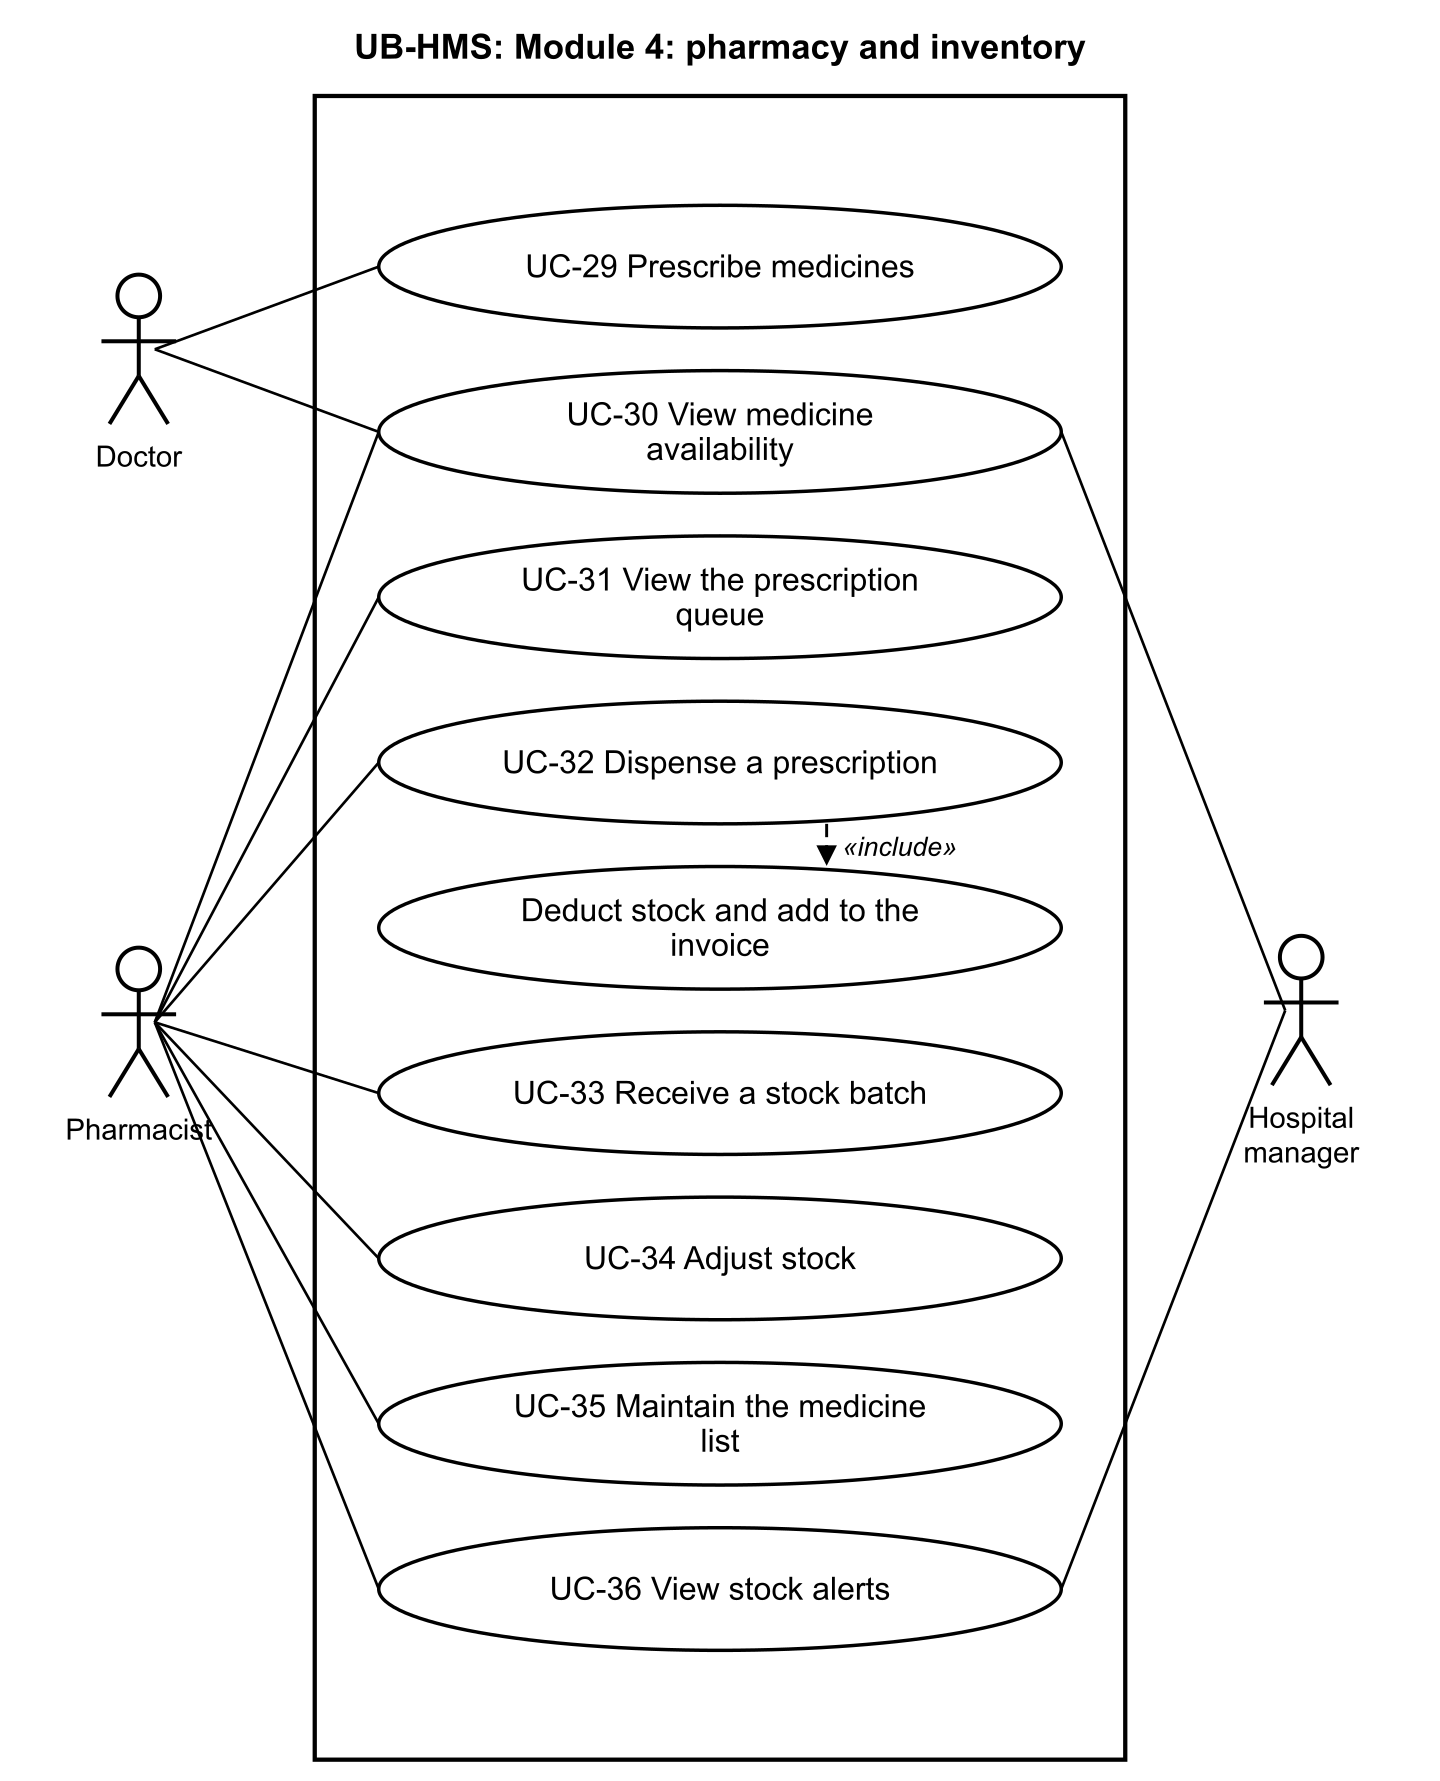 UB-HMS: Module 4: pharmacy and inventory
UC-29 Prescribe medicines
Doctor
UC-30 View medicine
availability
UC-31 View the prescription
queue
UC-32 Dispense a prescription
«include»
Deduct stock and add to the
invoice
Pharmacist
UC-33 Receive a stock batch
Hospital
manager
UC-34 Adjust stock
UC-35 Maintain the medicine
list
UC-36 View stock alerts